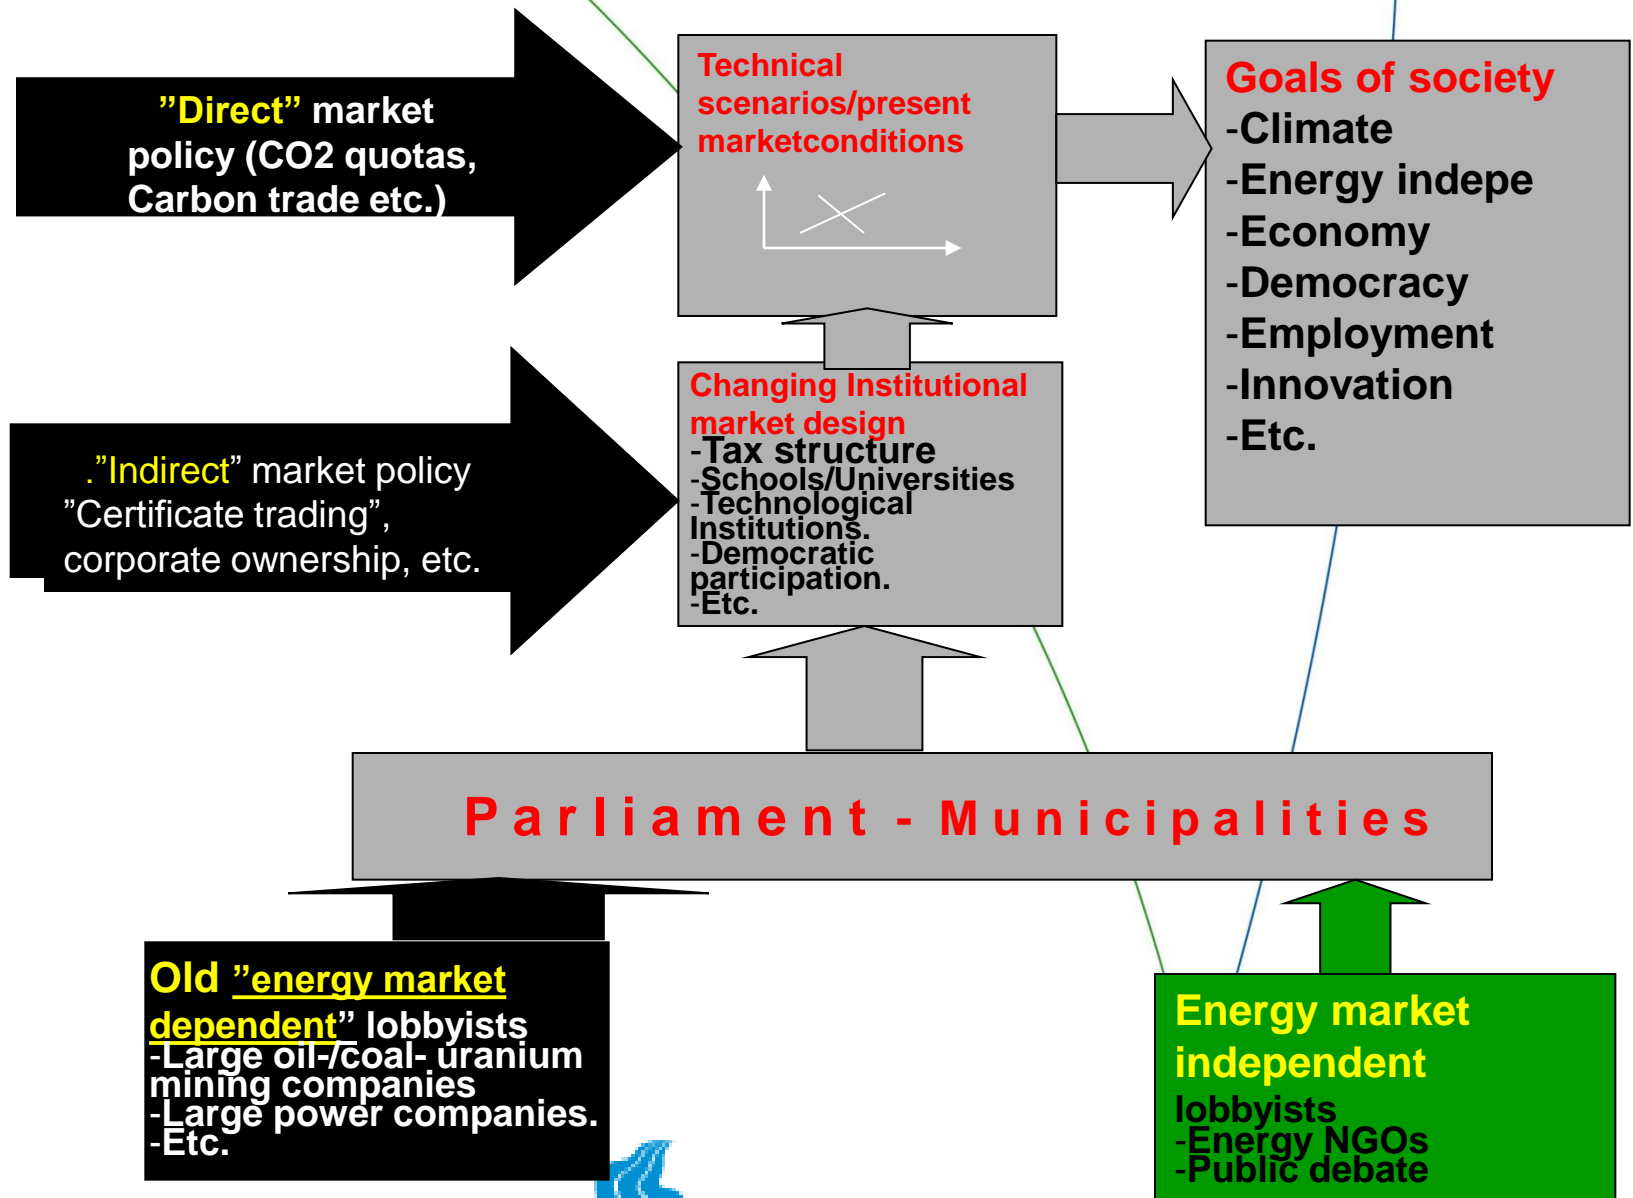 ”Direct” market
policy (CO2 quotas,
Carbon trade etc.)
Technical
scenarios/present
marketconditions
Goals of society
-Climate
-Energy indepe
-Economy
-Democracy
-Employment
-Innovation
-Etc.
.”Indirect” market policy
”Certificate trading”,
corporate ownership, etc.
Changing Institutional
market design
-Tax structure
-Schools/Universities
-Technological
Institutions.
-Democratic
participation.
-Etc.
Parliament - Municipalities
Old ”energy market
dependent” lobbyists
-Large oil-/coal- uranium
mining companies
-Large power companies.
-Etc.
Energy market
independent
lobbyists
-Energy NGOs
-Public debate